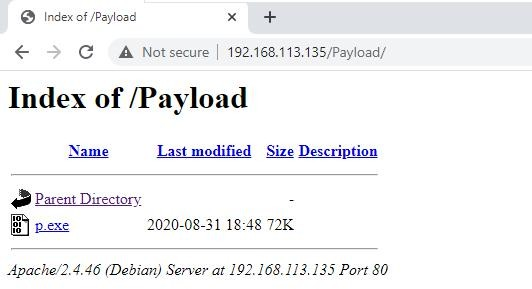 Index of /Payload
Not secure | 192.168.113.135/Payload/
Index of /Payload
Name Last modified Size Description
Parent Directory -
p.exe 2020-08-31 18:48 72K
Apache/2.4.46 (Debian) Server at 192.168.113.135 Port 80